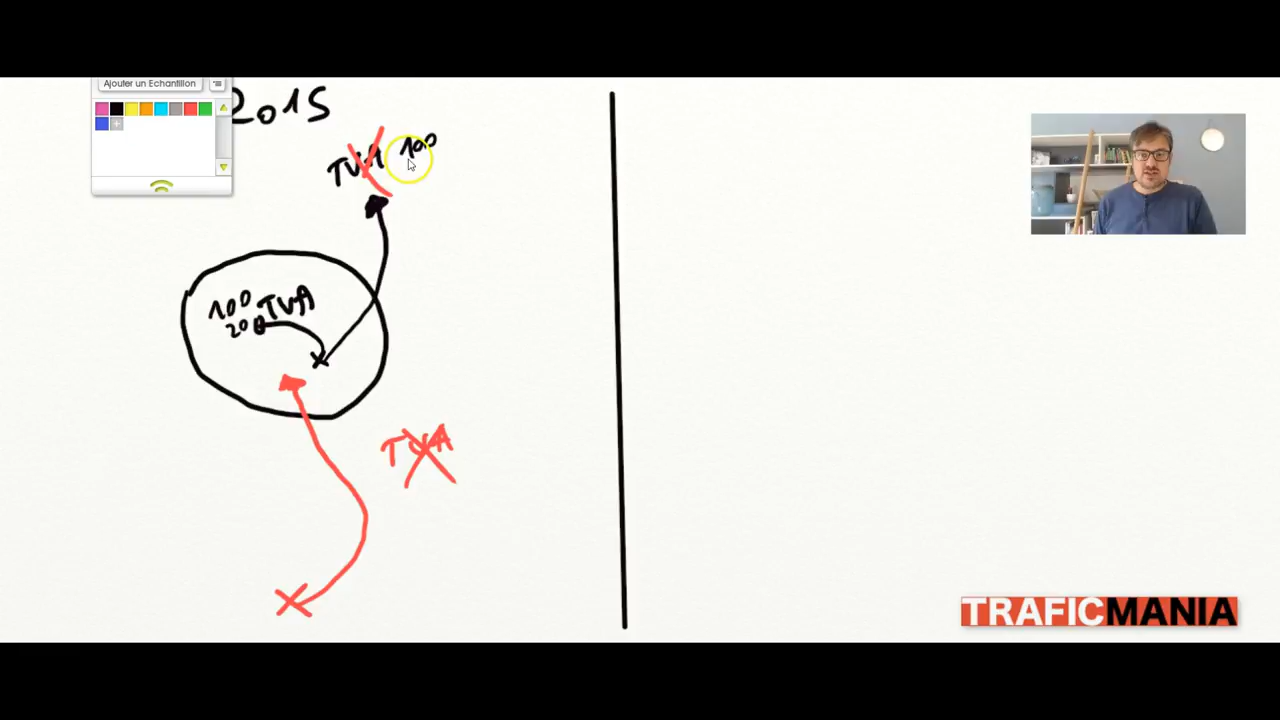 Ajouter un Echantillon
2015
TVA 100
100 TVA
20
TVA
TRAFICMANIA